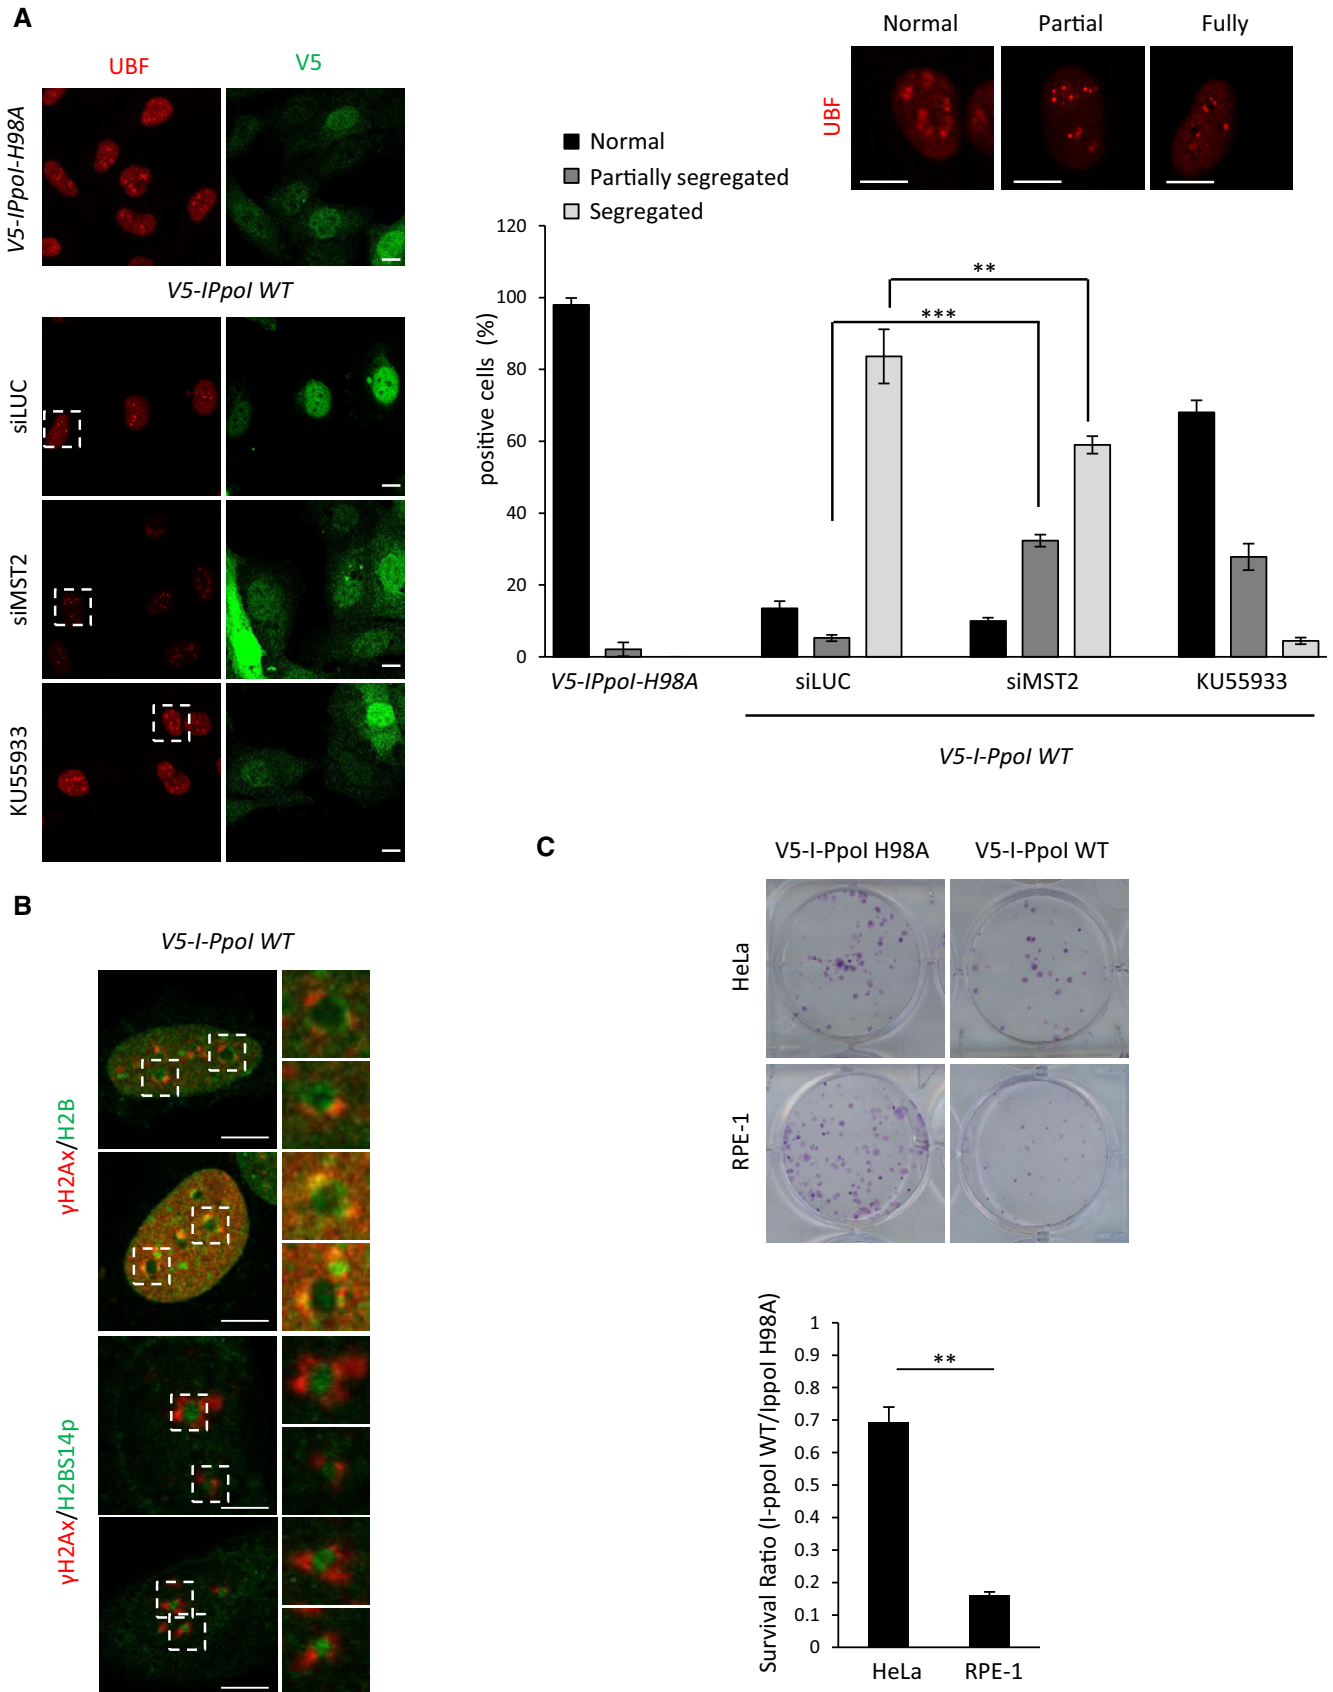 A
UBF
V5
V5-IPpoI-H98A
V5-IPpoI WT
siLUC
siMST2
KU55933
Normal
Partial
Fully
UBF
Normal
Partially segregated
Segregated
positive cells (%)
120
100
80
60
40
20
0
**
***
V5-IPpoI-H98A
siLUC
siMST2
KU55933
V5-I-PpoI WT
B
V5-I-PpoI WT
γH2Ax/H2B
γH2Ax/H2BS14p
C
V5-I-PpoI H98A
V5-I-PpoI WT
HeLa
RPE-1
Survival Ratio (I-ppoI WT/IppoI H98A)
1
0.9
0.8
0.7
0.6
0.5
0.4
0.3
0.2
0.1
0
**
HeLa
RPE-1